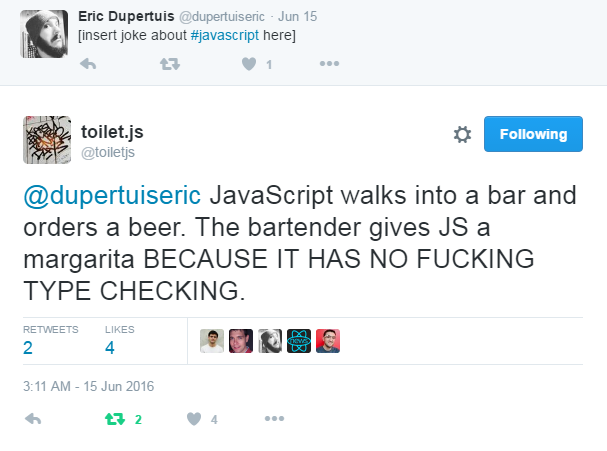 Eric Dupertuis @dupertuiseric · Jun 15
[insert joke about #javascript here]
1
toilet.js
@toiletjs
Following
@dupertuiseric JavaScript walks into a bar and
orders a beer. The bartender gives JS a
margarita BECAUSE IT HAS NO FUCKING
TYPE CHECKING.
RETWEETS LIKES
2 4
3:11 AM - 15 Jun 2016
2 4